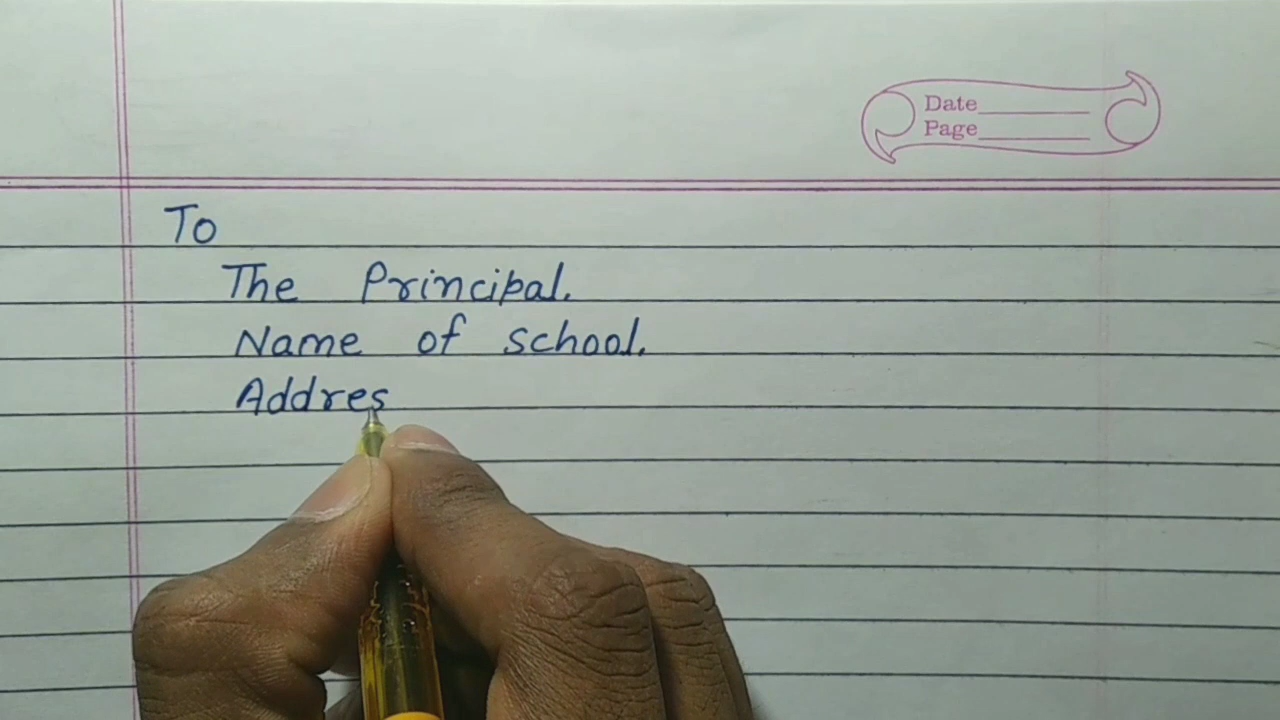 Date
Page
To
The Principal.
Name of school.
Addres